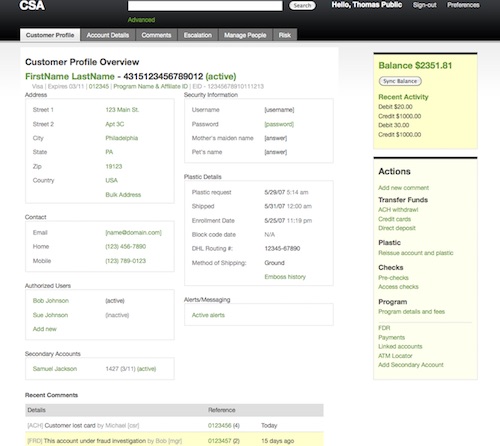 CSA
Search
Hello, Thomas Public
Sign-out
Preferences
Advanced
Customer Profile
Account Details
Comments
Escalation
Manage People
Risk
Customer Profile Overview
FirstName LastName - 4315123456789012 (active)
Visa | Expires 03/11 | 012345 | Program Name & Affiliate ID | EID - 12345678910111213
Address
Street 1 123 Main St.
Street 2 Apt 3C
City Philadelphia
State PA
Zip 19123
Country USA
Bulk Address
Contact
Email [name@domain.com]
Home (123) 456-7890
Mobile (123) 789-0123
Authorized Users
Bob Johnson (active)
Sue Johnson (inactive)
Add new
Secondary Accounts
Samuel Jackson 1427 (5/11) (active)
Security Information
Username [username]
Password [password]
Mother's maiden name [answer]
Pet's name [answer]
Plastic Details
Plastic request 5/29/07 5:14 am
Shipped 5/31/07 12:00 am
Enrollment Date 5/25/07 11:19 pm
Block code date N/A
DHL Routing #: 12345-67890
Method of Shipping: Ground
Emboss history
Alerts/Messaging
Active alerts
Recent Comments
Details Reference
[ACH] Customer lost card by Michael [csr] 0123456 (4) Today
[FRD] This account under fraud investigation by Bob [mgr] 0123457 (2) 15 days ago
Balance $2351.81
Sync Balance
Recent Activity
Debit $20.00
Credit $1000.00
Debit 30.00
Credit $1000.00
Actions
Add new comment
Transfer Funds
ACH withdrawl
Credit cards
Direct deposit
Plastic
Reissue account and plastic
Checks
Pre-checks
Access checks
Program
Program details and fees
FDR
Payments
Linked accounts
ATM Locator
Add Secondary Account